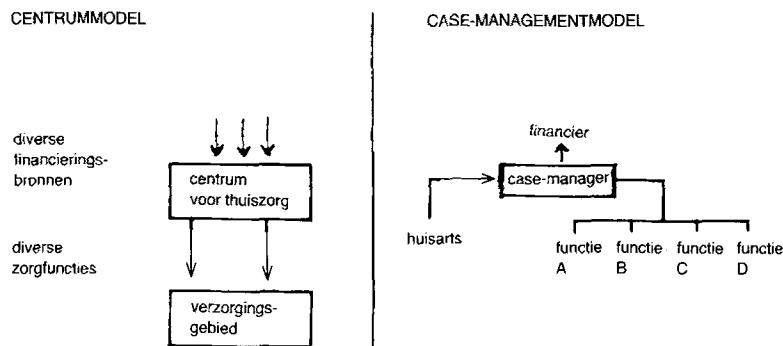 CENTRUMMODEL
diverse
financierings-
bronnen
centrum
voor thuiszorg
diverse
zorgfuncties
verzorgings-
gebied
CASE-MANAGEMENTMODEL
financier
case-manager
huisarts
functie functie functie functie
A B C D